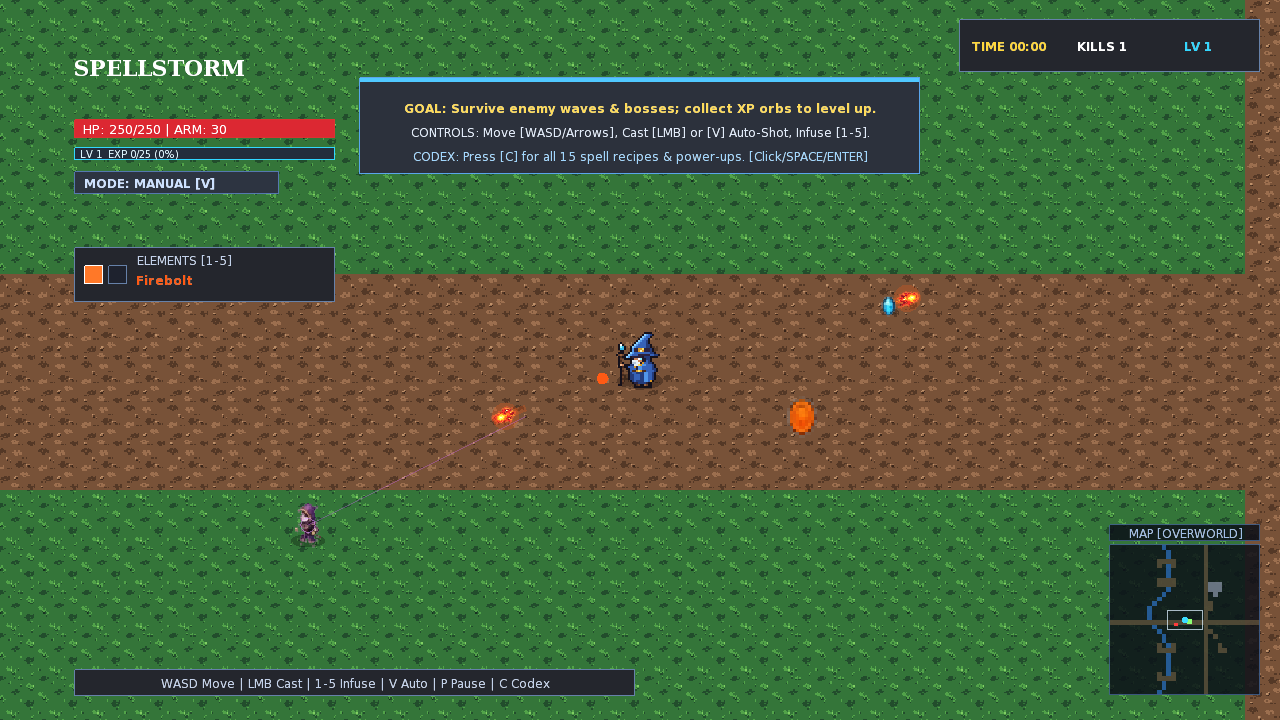 SPELLSTORM
HP: 250/250 | ARM: 30
LV 1 EXP 0/25 (0%)
MODE: MANUAL [V]
ELEMENTS [1-5]
Firebolt
GOAL: Survive enemy waves & bosses; collect XP orbs to level up.
CONTROLS: Move [WASD/Arrows], Cast [LMB] or [V] Auto-Shot, Infuse [1-5].
CODEX: Press [C] for all 15 spell recipes & power-ups. [Click/SPACE/ENTER]
TIME 00:00 KILLS 1 LV 1
MAP [OVERWORLD]
WASD Move | LMB Cast | 1-5 Infuse | V Auto | P Pause | C Codex